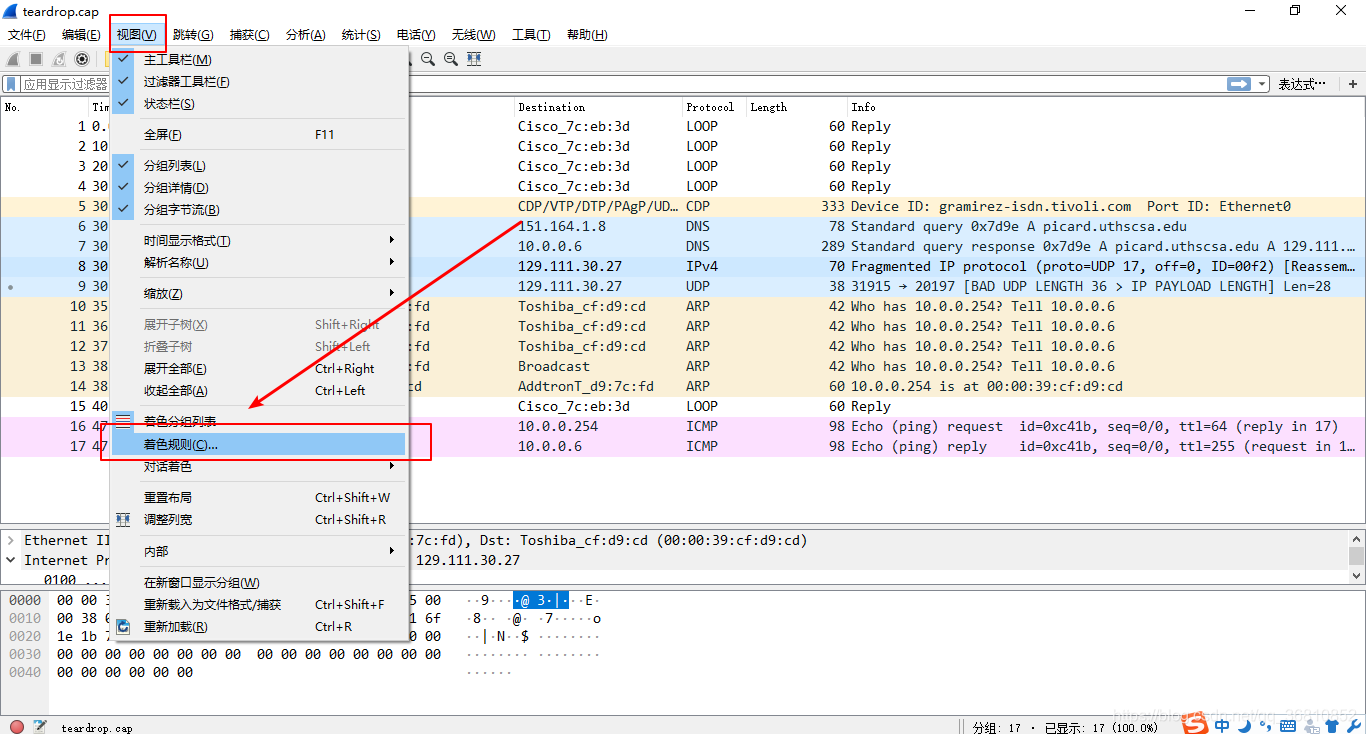 teardrop.cap
文件(F) 编辑(E) 视图(V) 跳转(G) 捕获(C) 分析(A) 统计(S) 电话(Y) 无线(W) 工具(T) 帮助(H)
应用显示过滤器 表达式…
No. Destination Protocol Length Info
1 Cisco_7c:eb:3d LOOP 60 Reply
2 10 Cisco_7c:eb:3d LOOP 60 Reply
3 20 Cisco_7c:eb:3d LOOP 60 Reply
4 30 Cisco_7c:eb:3d LOOP 60 Reply
5 30 CDP/VTP/DTP/PAgP/UD… CDP 333 Device ID: gramirez-isdn.tivoli.com Port ID: Ethernet0
6 30 151.164.1.8 DNS 78 Standard query 0x7d9e A picard.uthscsa.edu
7 30 10.0.0.6 DNS 289 Standard query response 0x7d9e A picard.uthscsa.edu A 129.111.…
8 30 129.111.30.27 IPv4 70 Fragmented IP protocol (proto=UDP 17, off=0, ID=00f2) [Reassem…
9 30 129.111.30.27 UDP 38 31915 → 20197 [BAD UDP LENGTH 36 > IP PAYLOAD LENGTH] Len=28
10 35 :fd Toshiba_cf:d9:cd ARP 42 Who has 10.0.0.254? Tell 10.0.0.6
11 36 :fd Toshiba_cf:d9:cd ARP 42 Who has 10.0.0.254? Tell 10.0.0.6
12 37 :fd Toshiba_cf:d9:cd ARP 42 Who has 10.0.0.254? Tell 10.0.0.6
13 38 :fd Broadcast ARP 42 Who has 10.0.0.254? Tell 10.0.0.6
14 38 cd AddtronT_d9:7c:fd ARP 60 10.0.0.254 is at 00:00:39:cf:d9:cd
15 40 Cisco_7c:eb:3d LOOP 60 Reply
16 47 10.0.0.254 ICMP 98 Echo (ping) request id=0xc41b, seq=0/0, ttl=64 (reply in 17)
17 47 10.0.0.6 ICMP 98 Echo (ping) reply id=0xc41b, seq=0/0, ttl=255 (request in 1…
主工具栏(M)
过滤器工具栏(F)
状态栏(S)
全屏(F) F11
分组列表(L)
分组详情(D)
分组字节流(B)
时间显示格式(T)
解析名称(U)
缩放(Z)
展开子树(X) Shift+Right
折叠子树 Shift+Left
展开全部(E) Ctrl+Right
收起全部(A) Ctrl+Left
着色分组列表
着色规则(C)...
对话着色
重置布局 Ctrl+Shift+W
调整列宽 Ctrl+Shift+R
内部
在新窗口显示分组(W)
重新载入为文件格式/捕获 Ctrl+Shift+F
重新加载(R) Ctrl+R
Ethernet II :7c:fd), Dst: Toshiba_cf:d9:cd (00:00:39:cf:d9:cd)
Internet Pr 129.111.30.27
0100 ....
0000 00 00 00 ··9···@3·|··E·
0010 00 38 6f 8··@·7·····o
0020 1e 1b 00 00 ··|N·$·········
0030 00 00 00 00 00 00 00 00 00 00 00 00 00 00 00 00 ········ ········
0040 00 00 00 00 00 00 ······
teardrop.cap 分组: 17 · 已显示: 17 (100.0%)
中